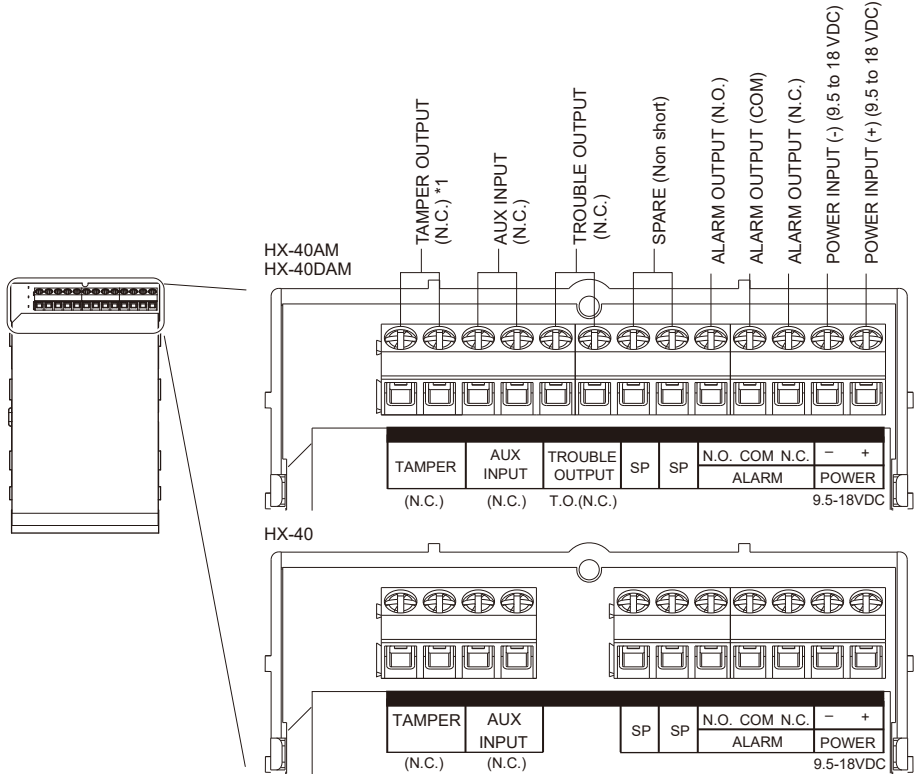 TAMPER OUTPUT
(N.C.) *1
AUX INPUT
(N.C.)
TROUBLE OUTPUT
(N.C.)
SPARE (Non short)
ALARM OUTPUT (N.O.)
ALARM OUTPUT (COM)
ALARM OUTPUT (N.C.)
POWER INPUT (-) (9.5 to 18 VDC)
POWER INPUT (+) (9.5 to 18 VDC)
HX-40AM
HX-40DAM
TAMPER
(N.C.)
AUX
INPUT
(N.C.)
TROUBLE
OUTPUT
T.O.(N.C.)
SP
SP
N.O. COM N.C.
ALARM
− +
POWER
9.5-18VDC
HX-40
TAMPER
(N.C.)
AUX
INPUT
(N.C.)
SP
SP
N.O. COM N.C.
ALARM
− +
POWER
9.5-18VDC